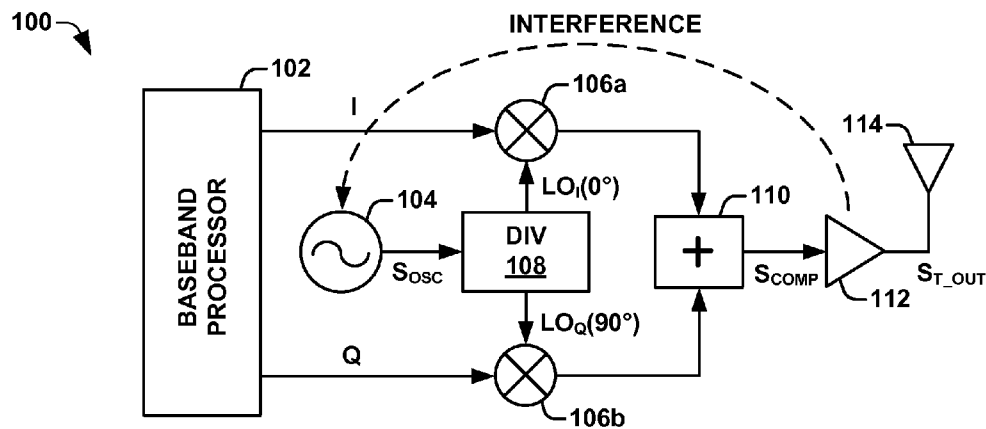 100
INTERFERENCE
102
I
106a
114
BASEBAND
PROCESSOR
104
LOI(0°)
110
DIV
108
+
SOSC
SCOMP
ST_OUT
112
LOQ(90°)
Q
106b